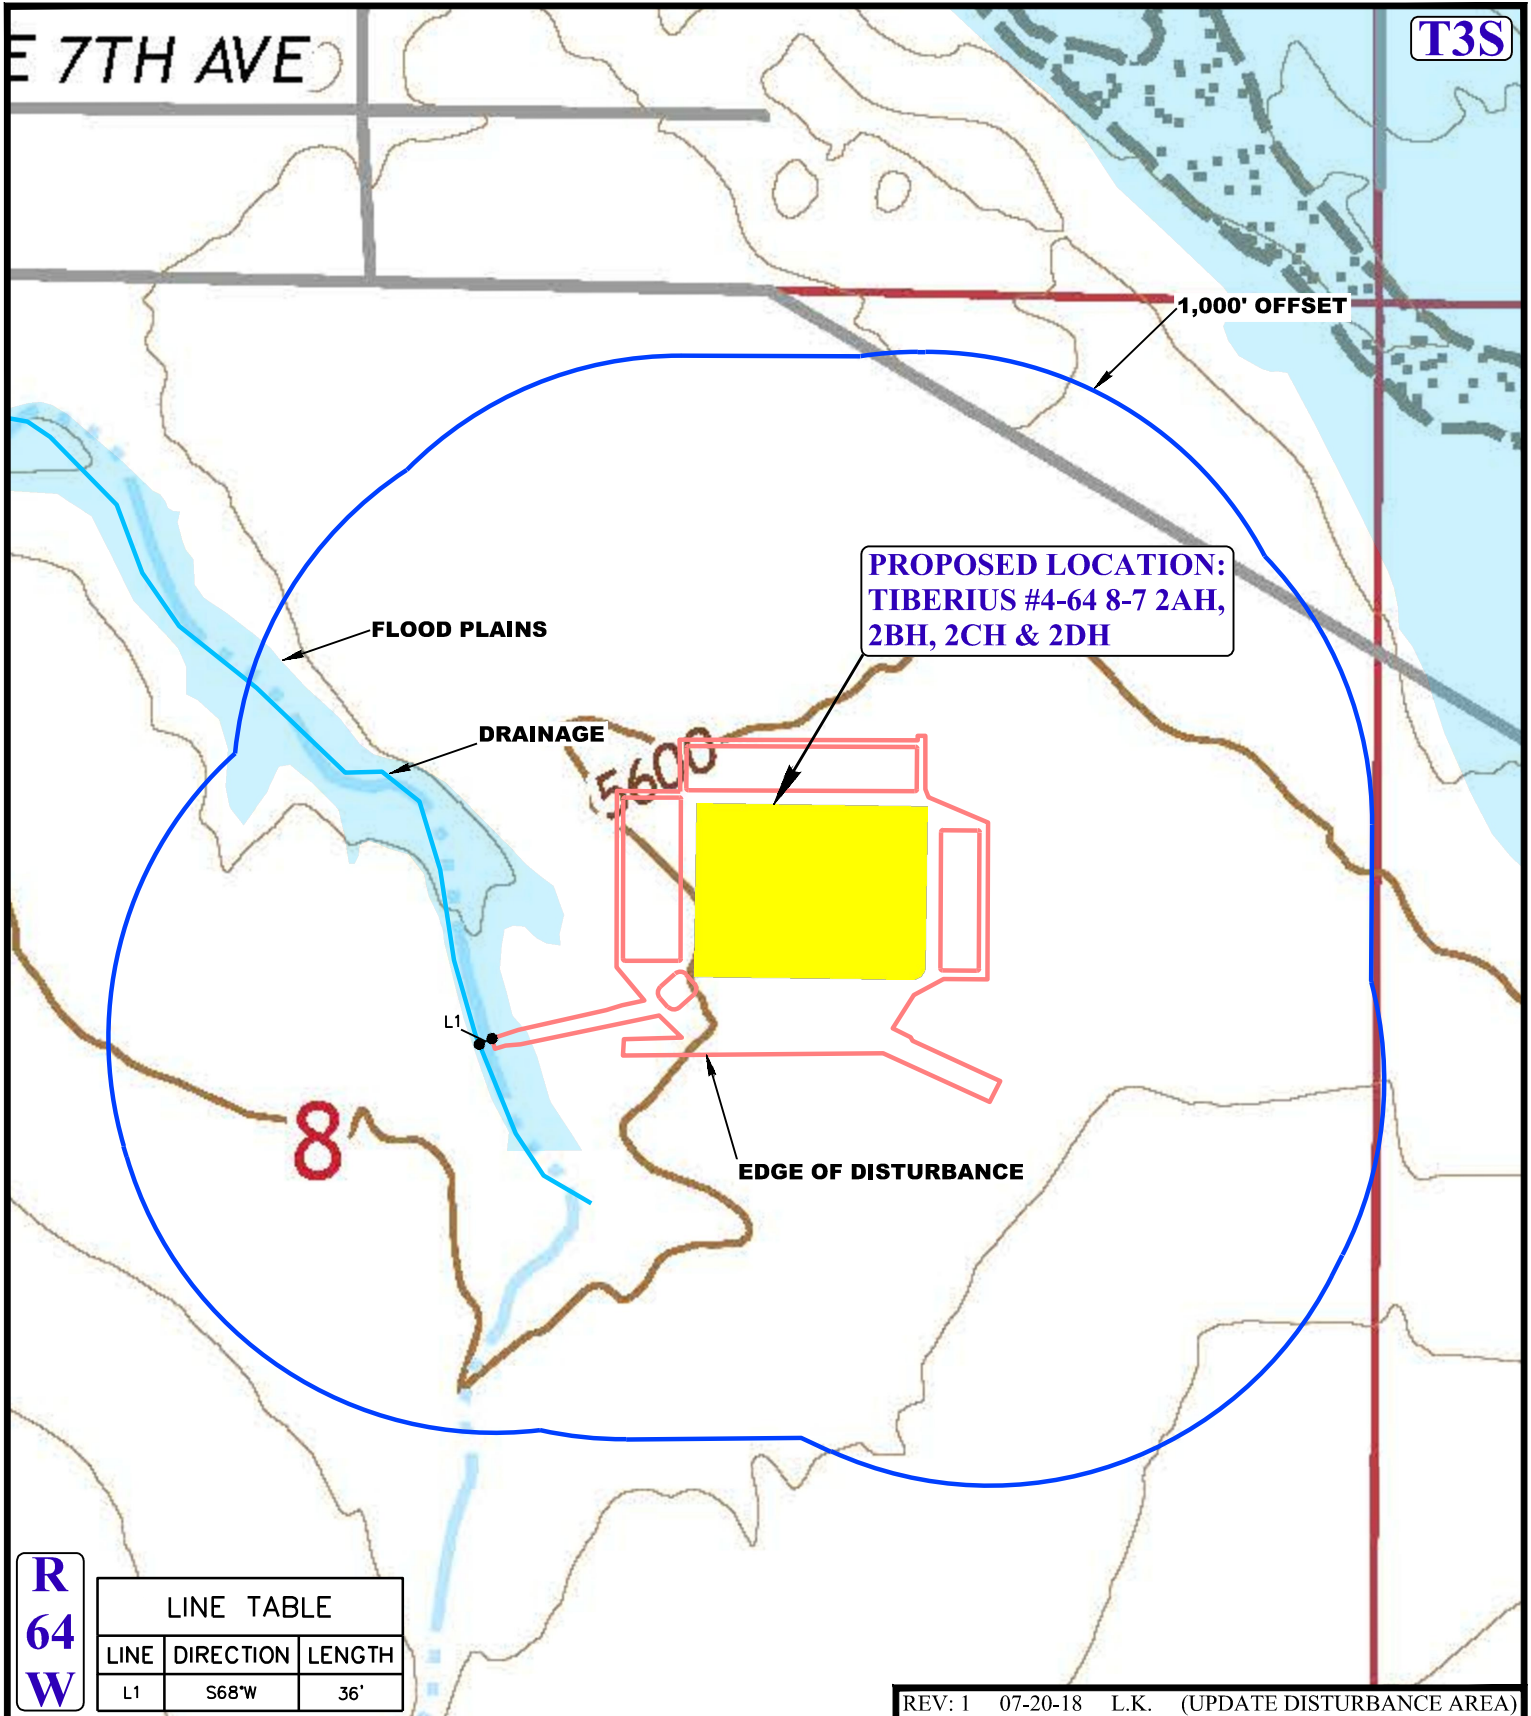 E 7TH AVE
T3S
1,000' OFFSET
PROPOSED LOCATION:
TIBERIUS #4-64 8-7 2AH,
2BH, 2CH & 2DH
FLOOD PLAINS
DRAINAGE
5600
L1
8
EDGE OF DISTURBANCE
R
64
W
LINE TABLE
LINE DIRECTION LENGTH
L1 S68°W 36'
REV: 1 07-20-18 L.K. (UPDATE DISTURBANCE AREA)